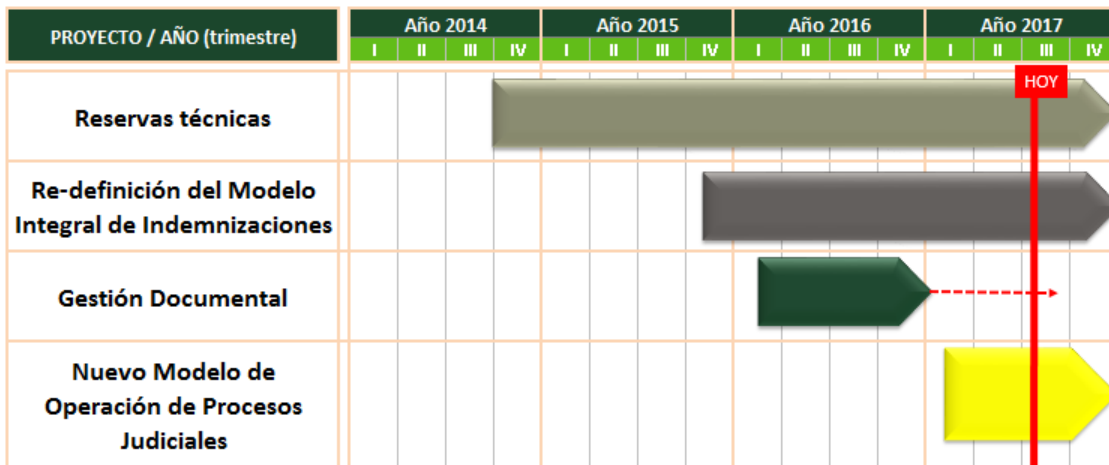 PROYECTO / AÑO (trimestre)
Año 2014 Año 2015 Año 2016 Año 2017
I II III IV I II III IV I II III IV I II III IV
HOY
Reservas técnicas
Re-definición del Modelo
Integral de Indemnizaciones
Gestión Documental
Nuevo Modelo de
Operación de Procesos
Judiciales